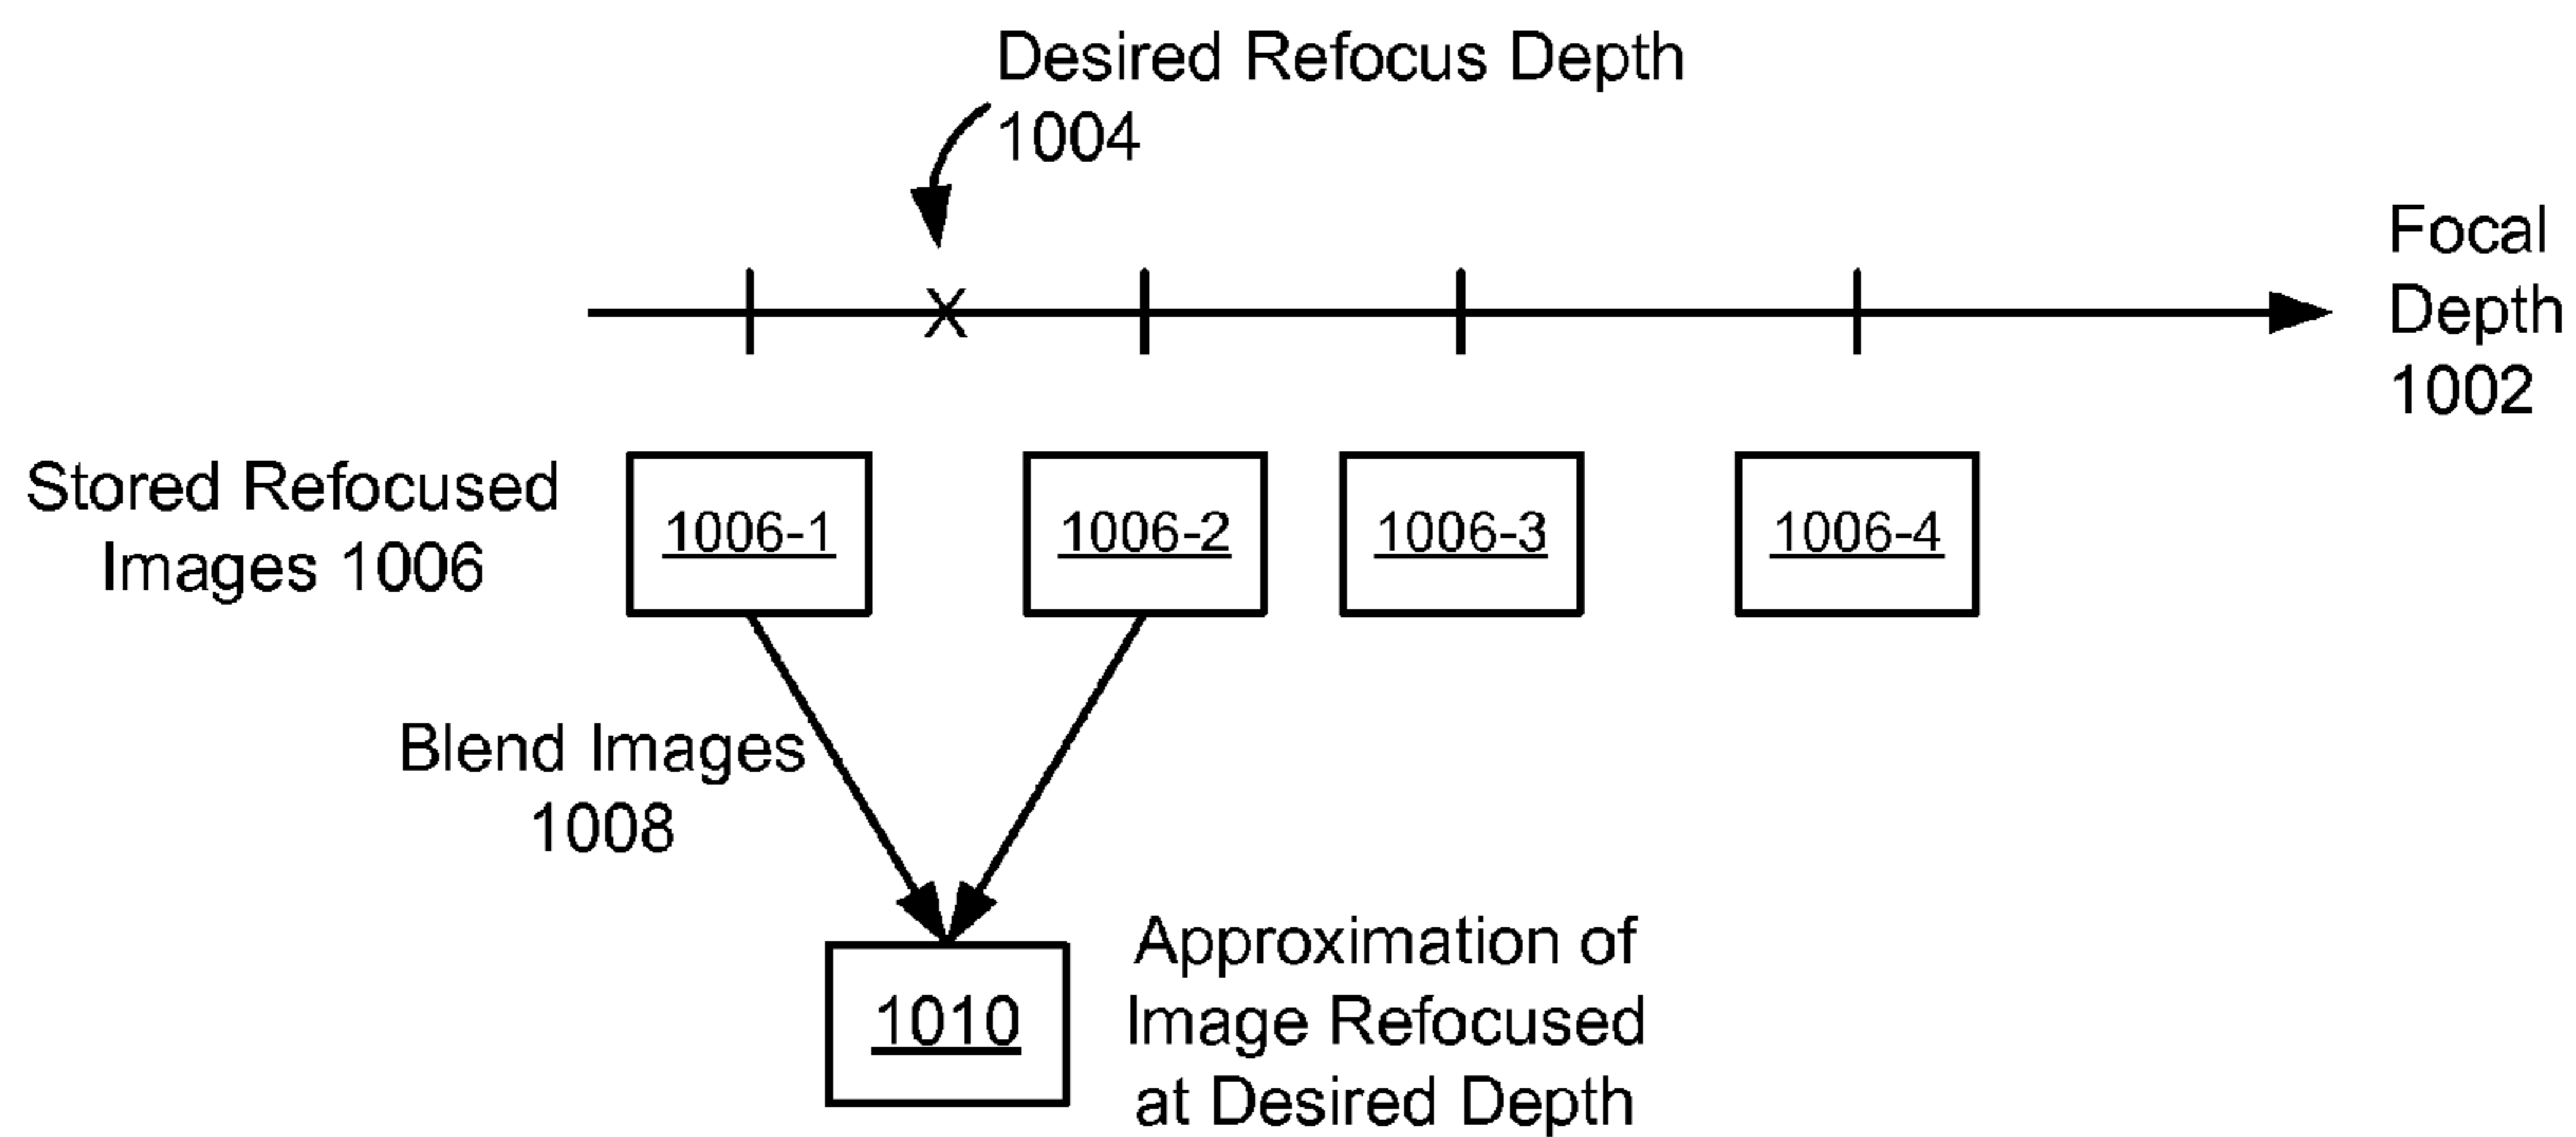 Desired Refocus Depth
1004
Focal
Depth
1002
Stored Refocused
Images 1006
1006-1
1006-2
1006-3
1006-4
Blend Images
1008
1010
Approximation of
Image Refocused
at Desired Depth